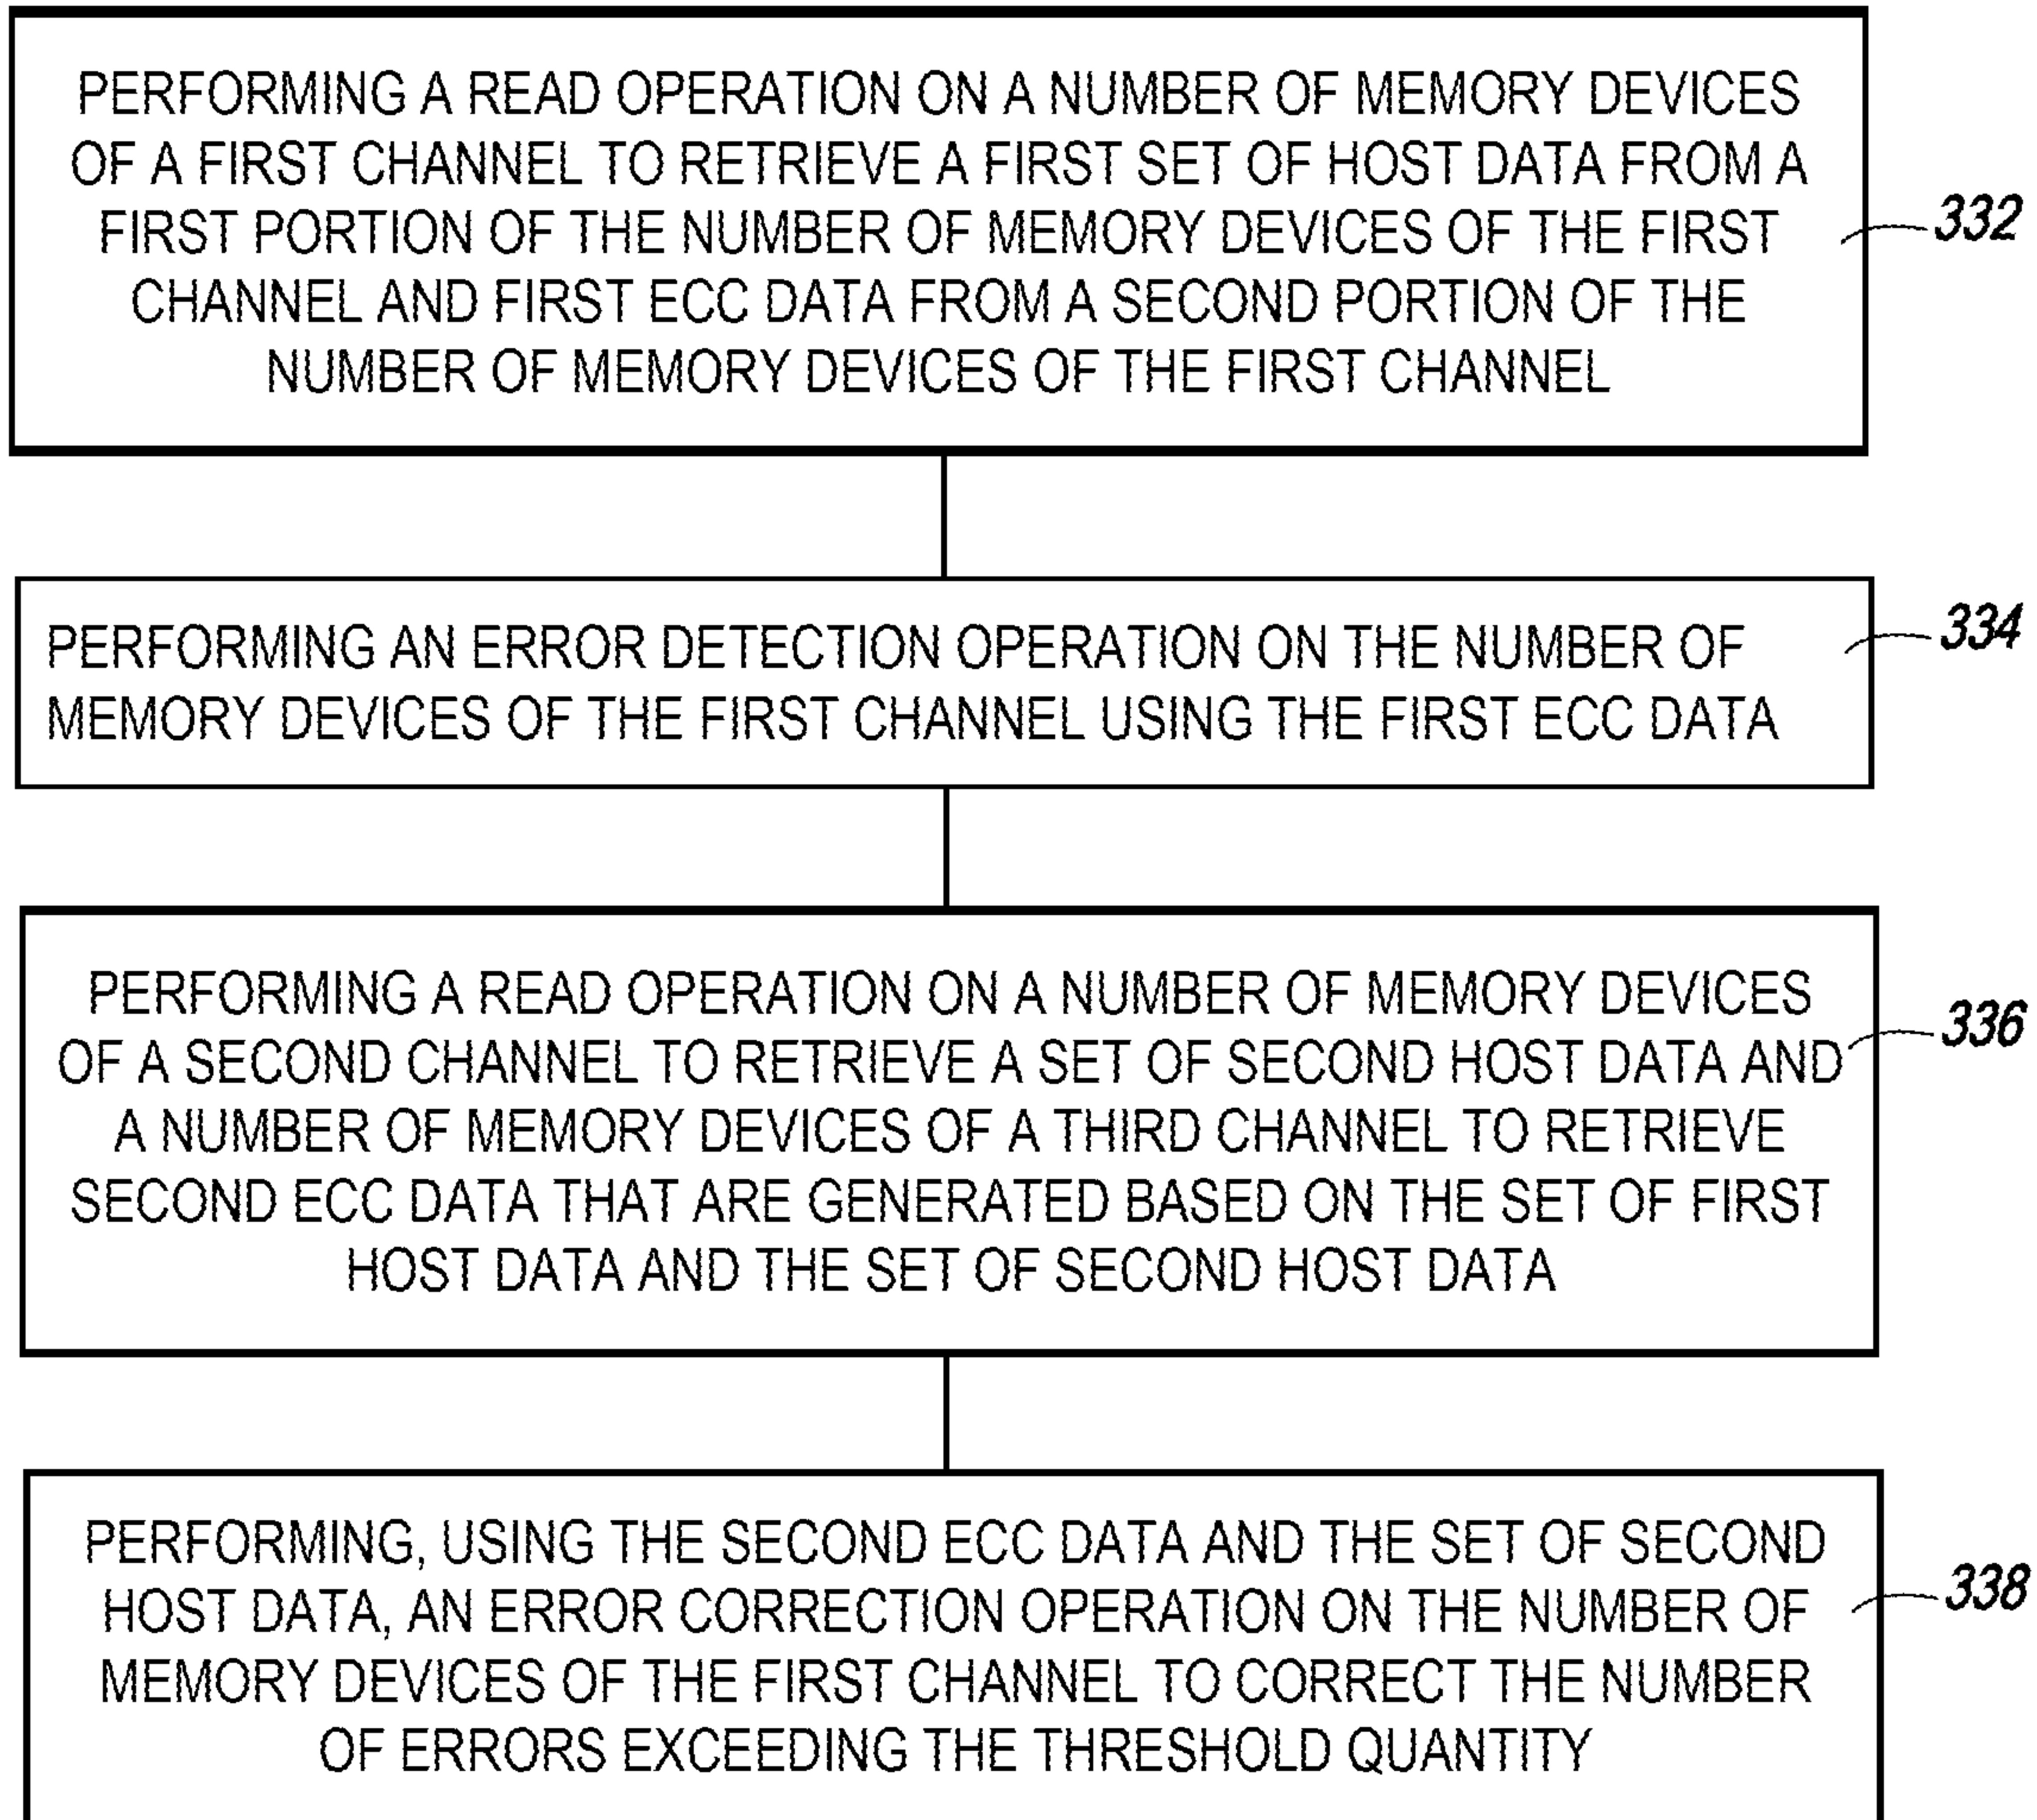 PERFORMING A READ OPERATION ON A NUMBER OF MEMORY DEVICES
OF A FIRST CHANNEL TO RETRIEVE A FIRST SET OF HOST DATA FROM A
FIRST PORTION OF THE NUMBER OF MEMORY DEVICES OF THE FIRST
CHANNEL AND FIRST ECC DATA FROM A SECOND PORTION OF THE
NUMBER OF MEMORY DEVICES OF THE FIRST CHANNEL
332
PERFORMING AN ERROR DETECTION OPERATION ON THE NUMBER OF
MEMORY DEVICES OF THE FIRST CHANNEL USING THE FIRST ECC DATA
334
PERFORMING A READ OPERATION ON A NUMBER OF MEMORY DEVICES
OF A SECOND CHANNEL TO RETRIEVE A SET OF SECOND HOST DATA AND
A NUMBER OF MEMORY DEVICES OF A THIRD CHANNEL TO RETRIEVE
SECOND ECC DATA THAT ARE GENERATED BASED ON THE SET OF FIRST
HOST DATA AND THE SET OF SECOND HOST DATA
336
PERFORMING, USING THE SECOND ECC DATA AND THE SET OF SECOND
HOST DATA, AN ERROR CORRECTION OPERATION ON THE NUMBER OF
MEMORY DEVICES OF THE FIRST CHANNEL TO CORRECT THE NUMBER
OF ERRORS EXCEEDING THE THRESHOLD QUANTITY
338